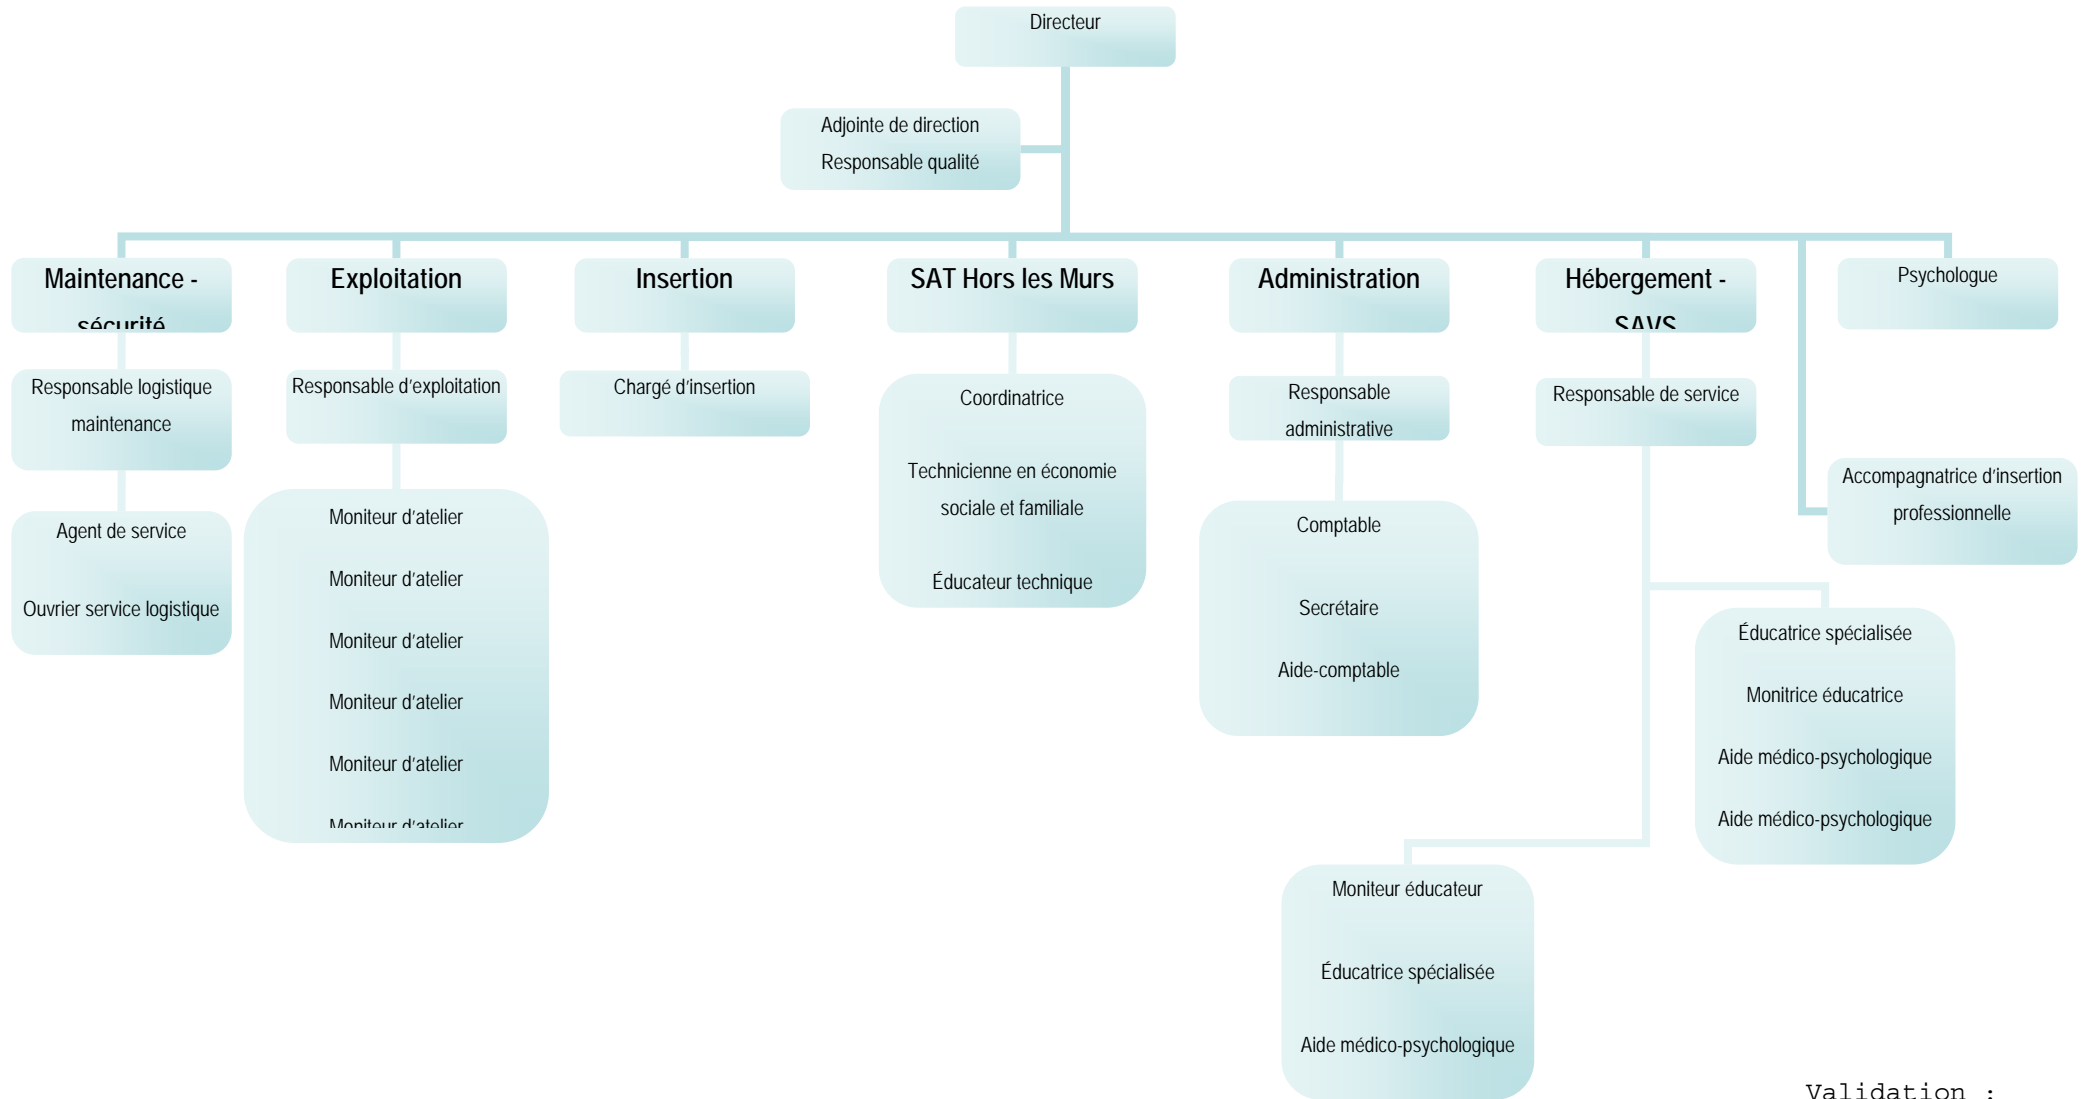 Directeur
Adjointe de direction
Responsable qualité
Maintenance -
sécurité
Exploitation
Insertion
SAT Hors les Murs
Administration
Hébergement -
SAVS
Psychologue
Responsable logistique
maintenance
Responsable d'exploitation
Chargé d'insertion
Coordinatrice
Technicienne en économie
sociale et familiale
Éducateur technique
Responsable
administrative
Responsable de service
Accompagnatrice d'insertion
professionnelle
Agent de service
Ouvrier service logistique
Moniteur d'atelier
Moniteur d'atelier
Moniteur d'atelier
Moniteur d'atelier
Moniteur d'atelier
Moniteur d'atelier
Comptable
Secrétaire
Aide-comptable
Éducatrice spécialisée
Monitrice éducatrice
Aide médico-psychologique
Aide médico-psychologique
Moniteur éducateur
Éducatrice spécialisée
Aide médico-psychologique
Validation :